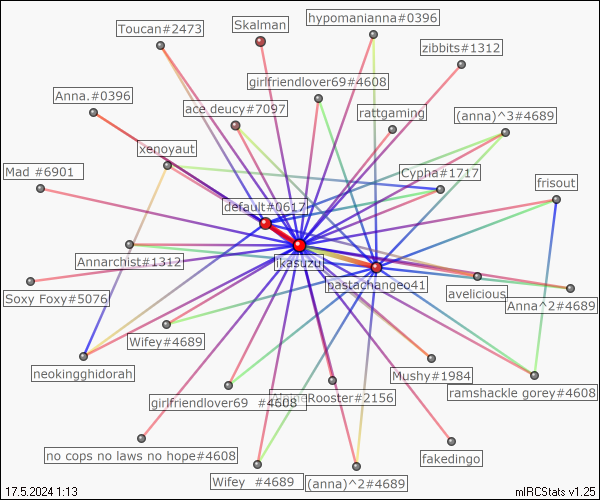 hypomanianna#0396
Toucan#2473
Skalman
zibbits#1312
girlfriendlover69#4608
Anna.#0396
ace deucy#7097
rattgaming
(anna)^3#4689
xenoyaut
Mad #6901
Cypha#1717
frisout
default#0617
Annarchist#1312
ikasuzu
pastachangeo41
avelicious
Soxy Foxy#5076
Anna^2#4689
Wifey#4689
neokingghidorah
Mushy#1984
ramshackle gorey#4608
girlfriendlover69 #4608
Rooster#2156
no cops no laws no hope#4608
fakedingo
Wifey #4689
(anna)^2#4689
17.5.2024 1:13
mIRCStats v1.25